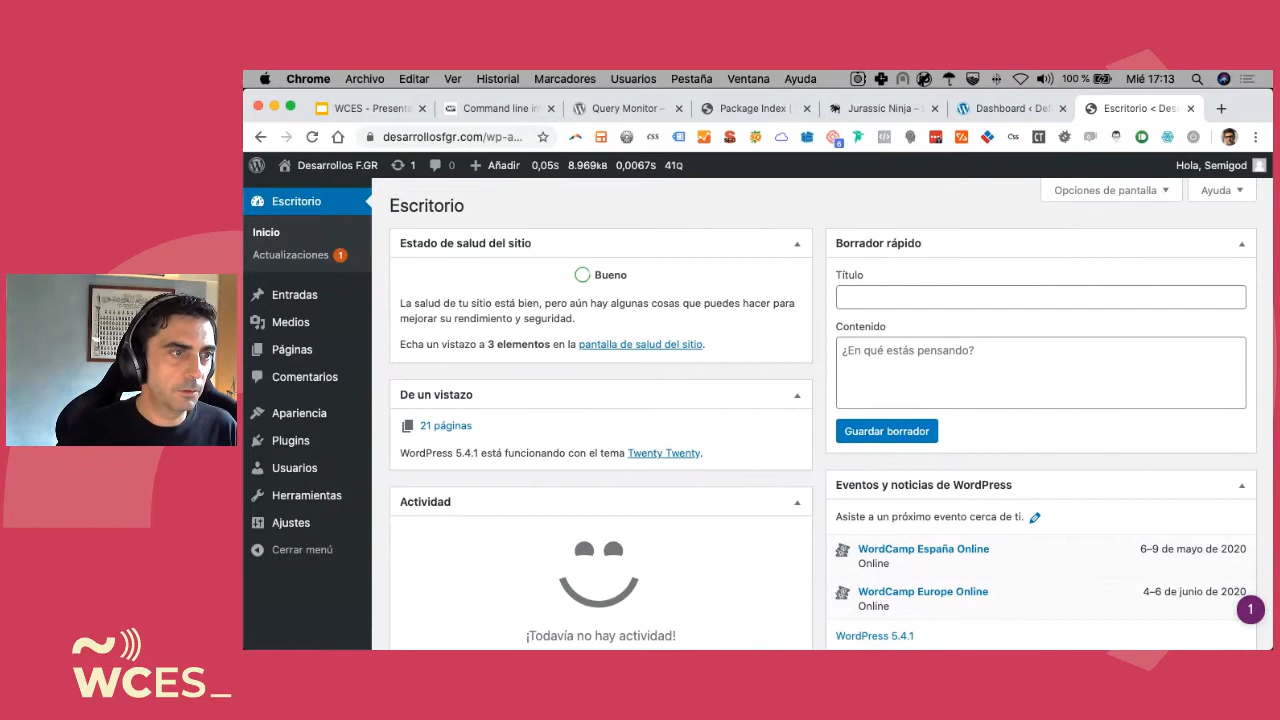 Chrome Archivo Editar Ver Historial Marcadores Usuarios Pestaña Ventana Ayuda 100 % Mié 17:13
WCES - Presenta Command line in Query Monitor – Package Index | Jurassic Ninja – Dashboard ‹ De Escritorio ‹ Des
desarrollosfgr.com/wp-a...
Desarrollos F.GR 1 0 Añadir 0,05s 8.969kB 0,0067s 41Q Hola, Semigod
Escritorio
Inicio
Actualizaciones 1
Entradas
Medios
Páginas
Comentarios
Apariencia
Plugins
Usuarios
Herramientas
Ajustes
Cerrar menú
Opciones de pantalla Ayuda
Escritorio
Estado de salud del sitio
Bueno
La salud de tu sitio está bien, pero aún hay algunas cosas que puedes hacer para
mejorar su rendimiento y seguridad.
Echa un vistazo a 3 elementos en la pantalla de salud del sitio.
De un vistazo
21 páginas
WordPress 5.4.1 está funcionando con el tema Twenty Twenty.
Actividad
¡Todavía no hay actividad!
Borrador rápido
Título
Contenido
¿En qué estás pensando?
Guardar borrador
Eventos y noticias de WordPress
Asiste a un próximo evento cerca de ti.
WordCamp España Online 6–9 de mayo de 2020
Online
WordCamp Europe Online 4–6 de junio de 2020
Online
WordPress 5.4.1
1
WCES_